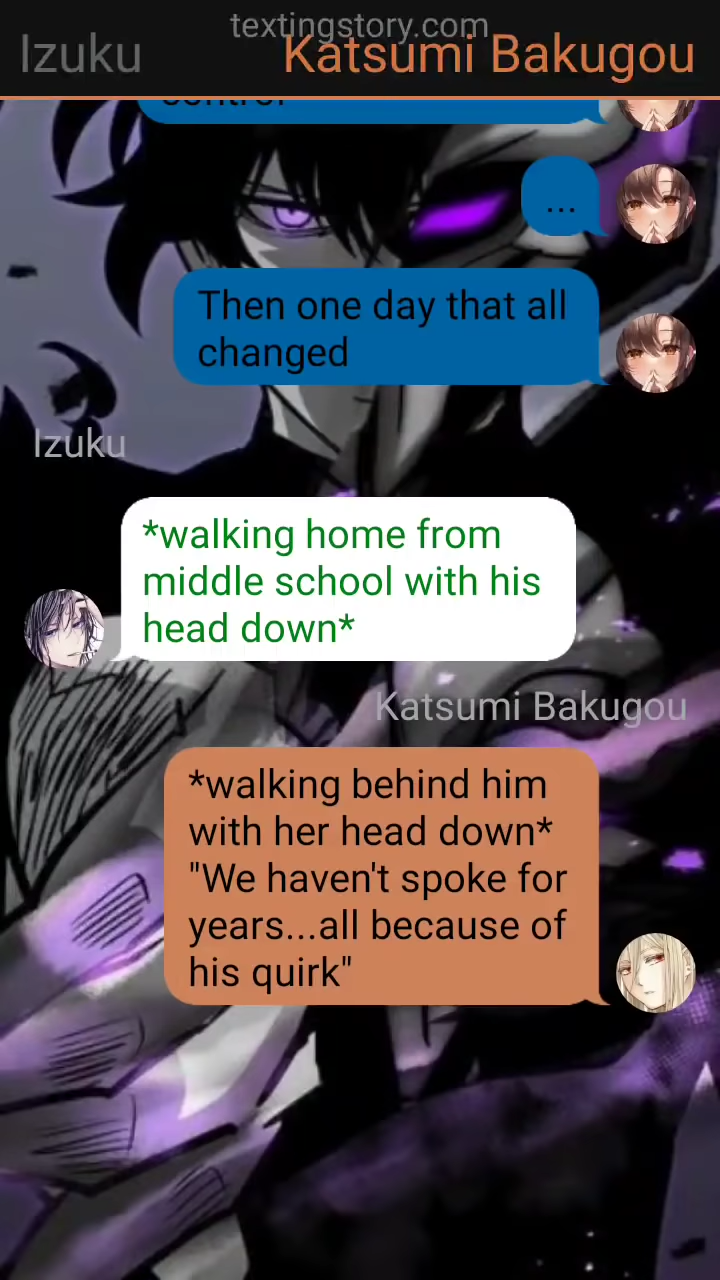 textingstory.com
Izuku
Katsumi Bakugou
control
...
Then one day that all
changed
Izuku
*walking home from
middle school with his
head down*
Katsumi Bakugou
*walking behind him
with her head down*
"We haven't spoke for
years...all because of
his quirk"